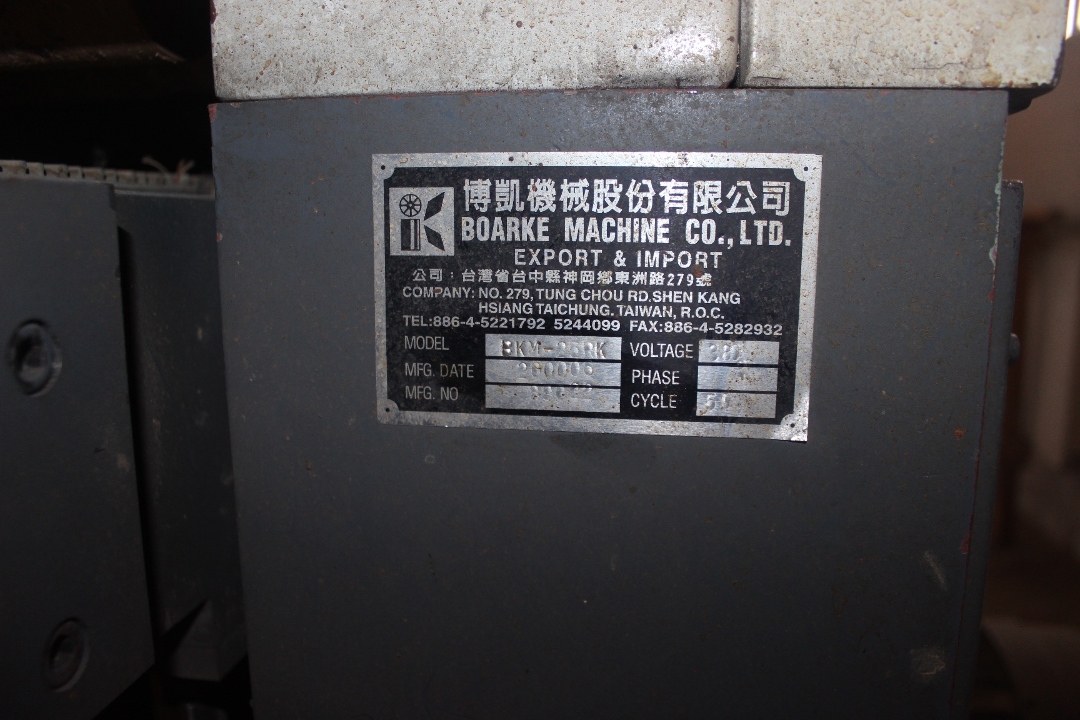 博凱機械股份有限公司
BOARKE MACHINE CO., LTD.
EXPORT & IMPORT
公司：台灣省台中縣神岡鄉東洲路279號
COMPANY: NO. 279, TUNG CHOU RD. SHEN KANG
HSIANG TAICHUNG. TAIWAN, R.O.C.
TEL:886-4-5221792 5244099 FAX:886-4-5282932
MODEL VOLTAGE
MFG. DATE PHASE
MFG. NO CYCLE